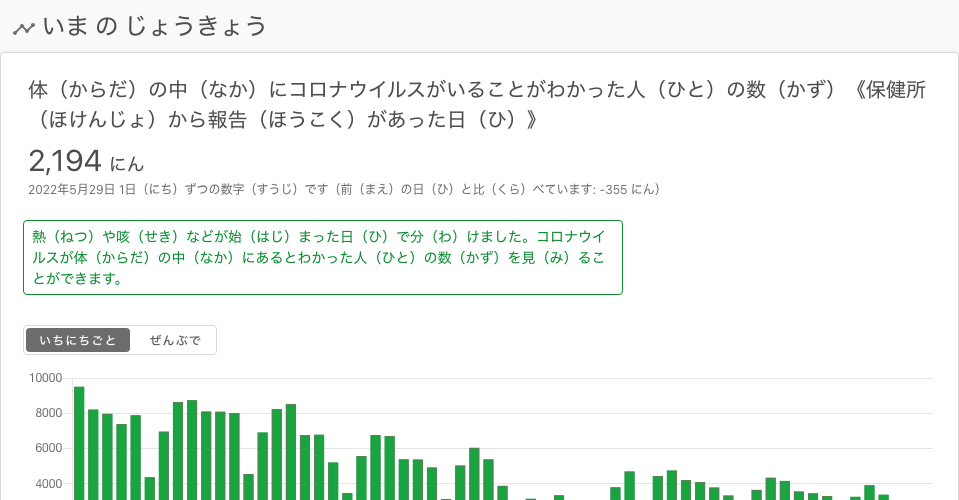 いま の じょうきょう
体（からだ）の中（なか）にコロナウイルスがいることがわかった人（ひと）の数（かず）《保健所
（ほけんじょ）から報告（ほうこく）があった日（ひ）》
2,194 にん
2022年5月29日 1日（にち）ずつの数字（すうじ）です（前（まえ）の日（ひ）と比（くら）べています: -355 にん）
熱（ねつ）や咳（せき）などが始（はじ）まった日（ひ）で分（わ）けました。コロナウイ
ルスが体（からだ）の中（なか）にあるとわかった人（ひと）の数（かず）を見（み）るこ
とができます。
いちにちごと ぜんぶで
10000
8000
6000
4000